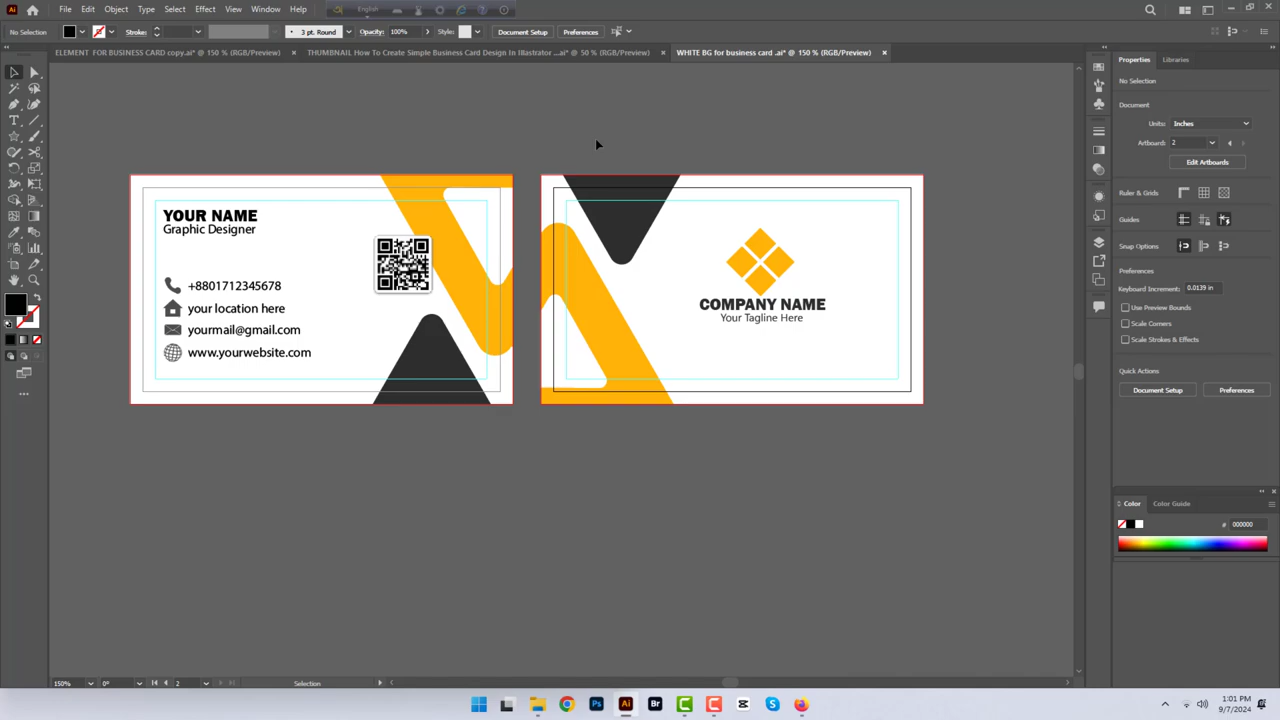 File Edit Object Type Select Effect View Window Help
English
No Selection Stroke: 3 pt. Round Opacity: 100% Style: Document Setup Preferences
ELEMENT FOR BUSINESS CARD copy.ai* @ 150 % (RGB/Preview) × THUMBNAIL How To Create Simple Business Card Design In Illustrator ...ai* @ 50 % (RGB/Preview) × WHITE BG for business card .ai* @ 150 % (RGB/Preview) ×
YOUR NAME
Graphic Designer
+8801712345678
your location here
yourmail@gmail.com
www.yourwebsite.com
COMPANY NAME
Your Tagline Here
Properties Libraries
No Selection
Document
Units: Inches
Artboard: 2
Edit Artboards
Ruler & Grids
Guides
Snap Options
Preferences
Keyboard Increment: 0.0139 in
Use Preview Bounds
Scale Corners
Scale Strokes & Effects
Quick Actions
Document Setup Preferences
Color Color Guide
# 000000
150% 0° 2 Selection
Ps Ai Br
1:01 PM
9/7/2024